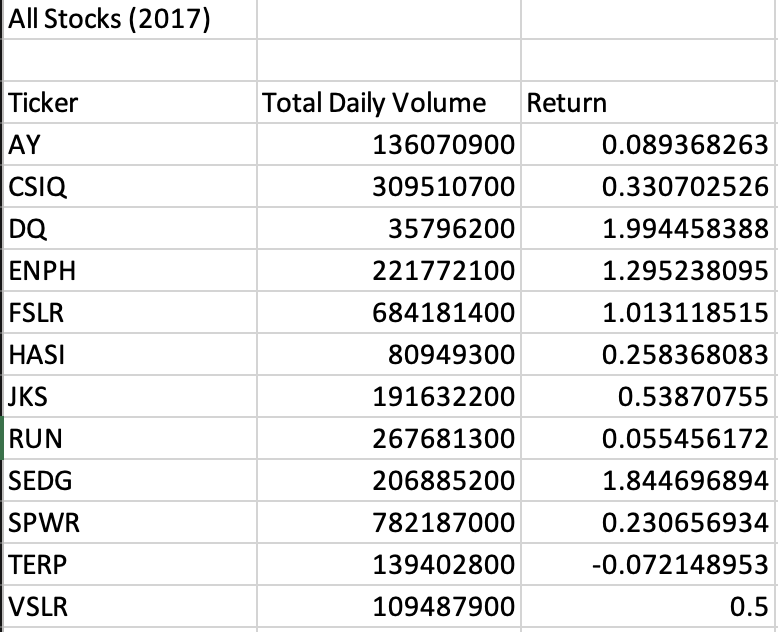 All Stocks (2017)
Ticker Total Daily Volume Return
AY 136070900 0.089368263
CSIQ 309510700 0.330702526
DQ 35796200 1.994458388
ENPH 221772100 1.295238095
FSLR 684181400 1.013118515
HASI 80949300 0.258368083
JKS 191632200 0.53870755
RUN 267681300 0.055456172
SEDG 206885200 1.844696894
SPWR 782187000 0.230656934
TERP 139402800 -0.072148953
VSLR 109487900 0.5